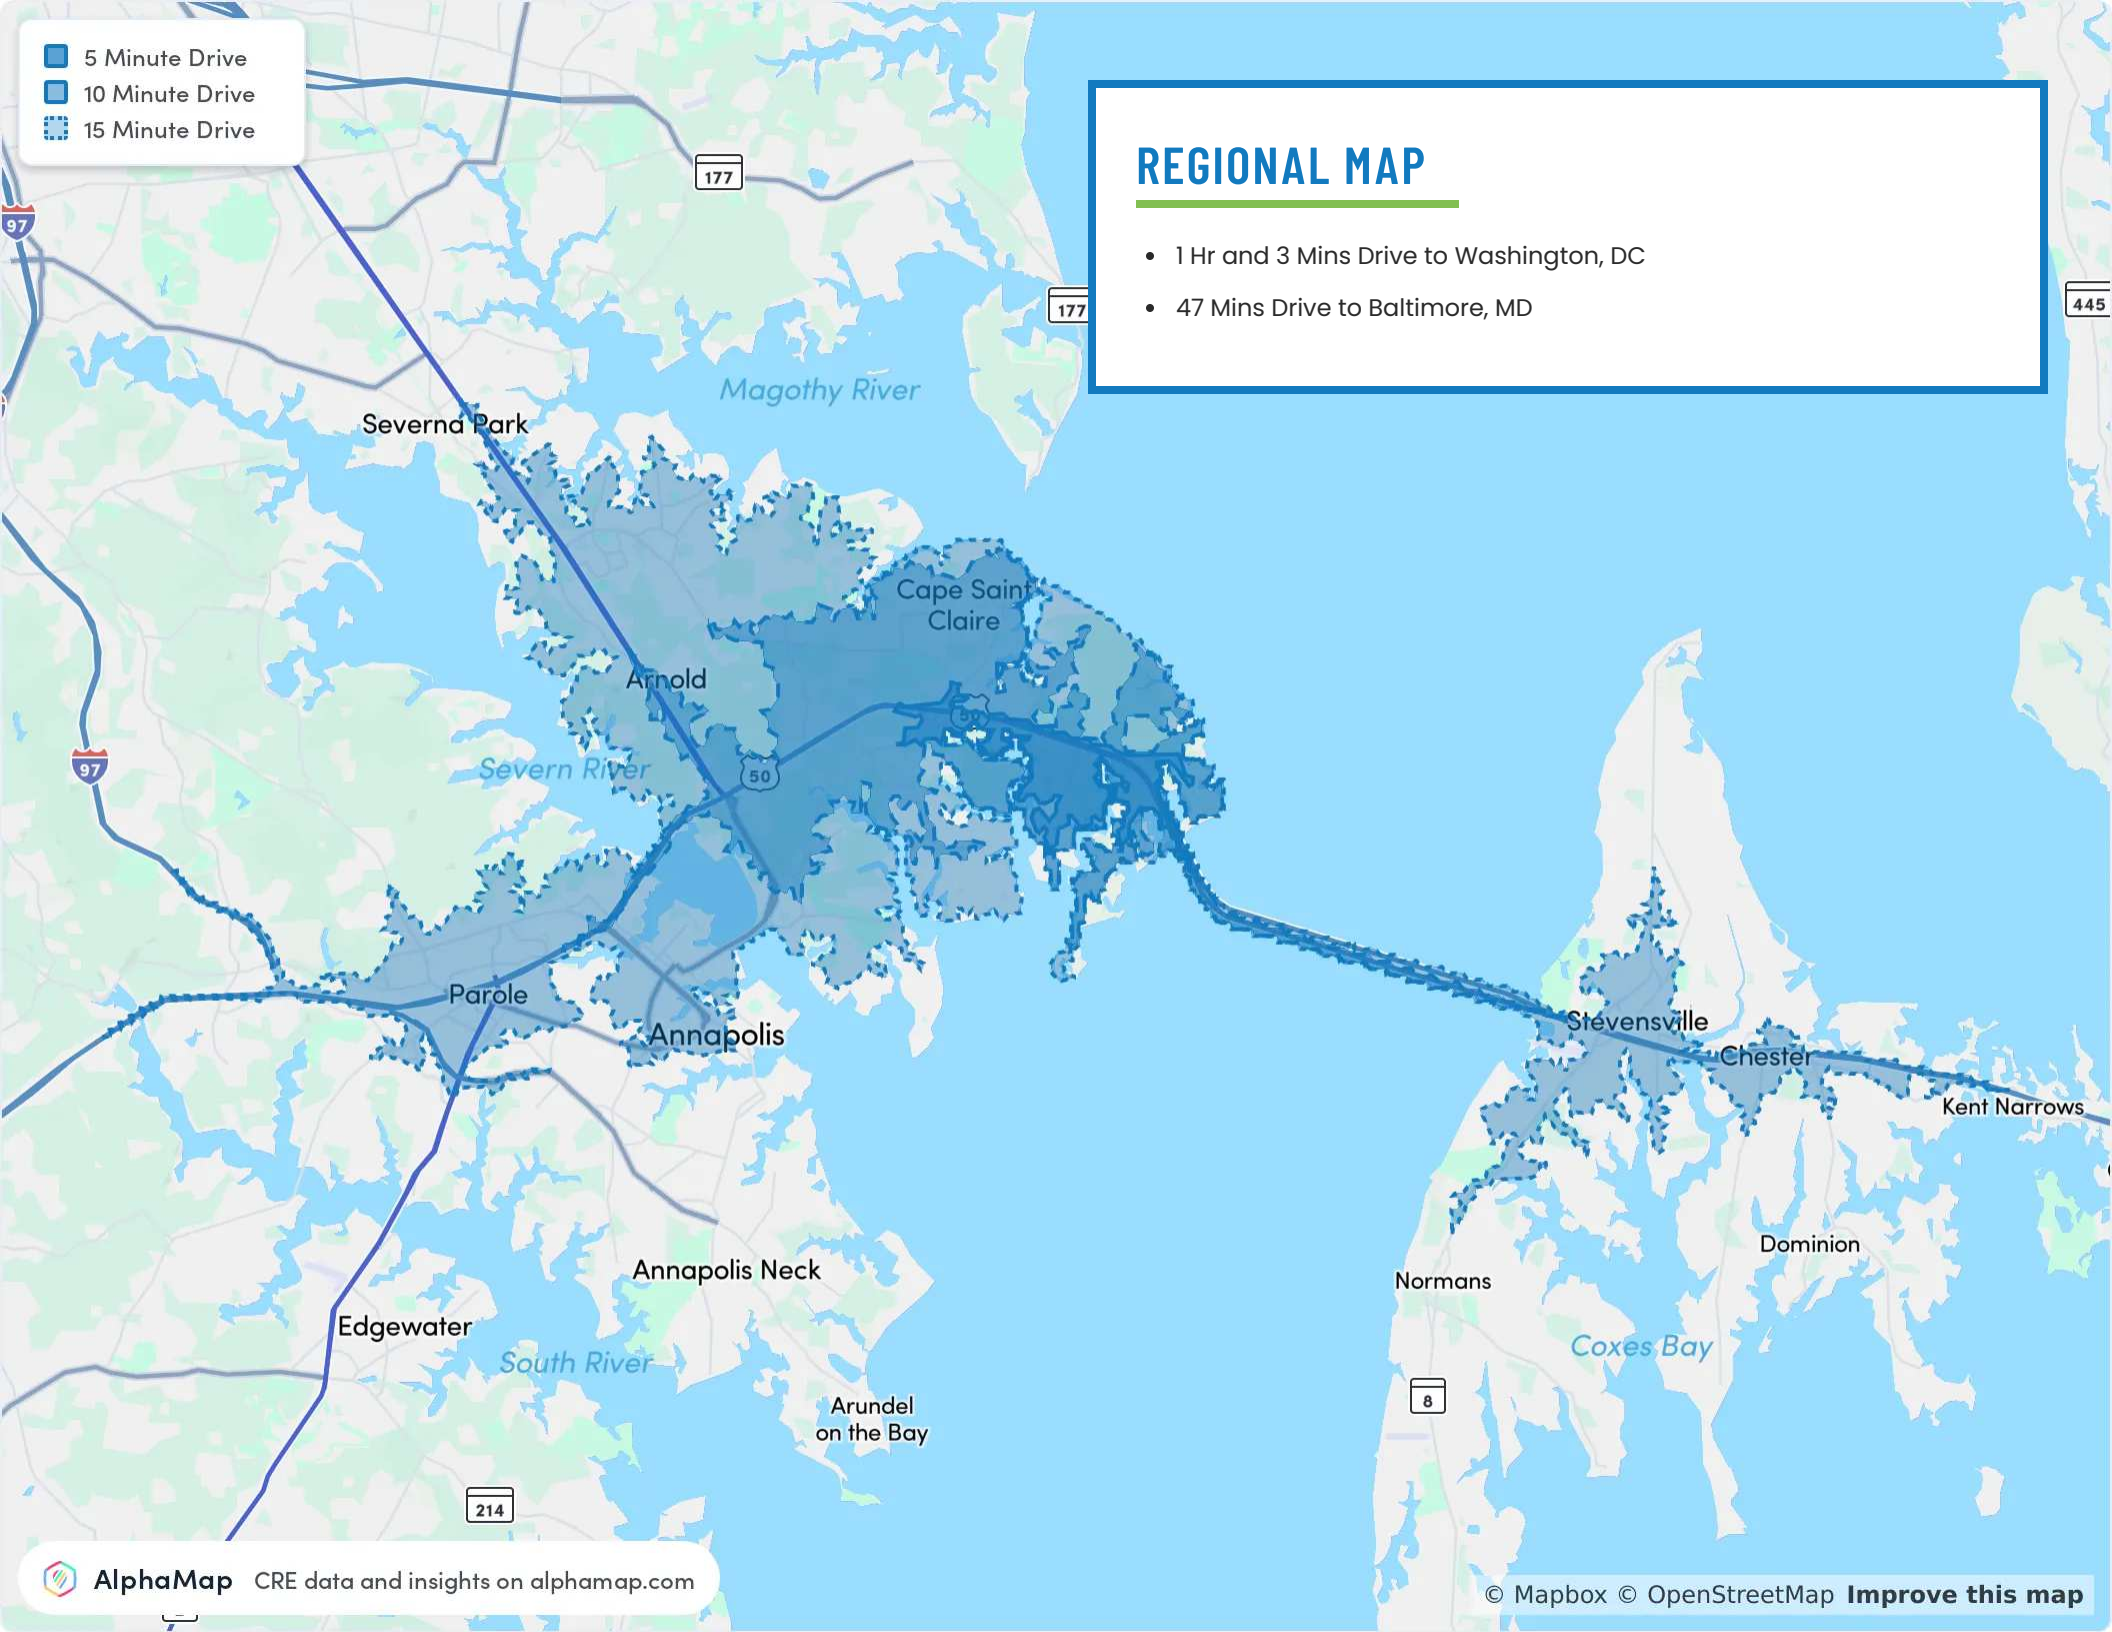 5 Minute Drive
10 Minute Drive
15 Minute Drive
REGIONAL MAP
• 1 Hr and 3 Mins Drive to Washington, DC
• 47 Mins Drive to Baltimore, MD
97
177
177
445
Magothy River
Severna Park
Cape Saint
Claire
Arnold
50
Severn River
50
97
Parole
Annapolis
Stevensville
Chester
Kent Narrows
Dominion
Annapolis Neck
Normans
Edgewater
South River
Coxes Bay
8
Arundel
on the Bay
214
AlphaMap CRE data and insights on alphamap.com
© Mapbox © OpenStreetMap Improve this map